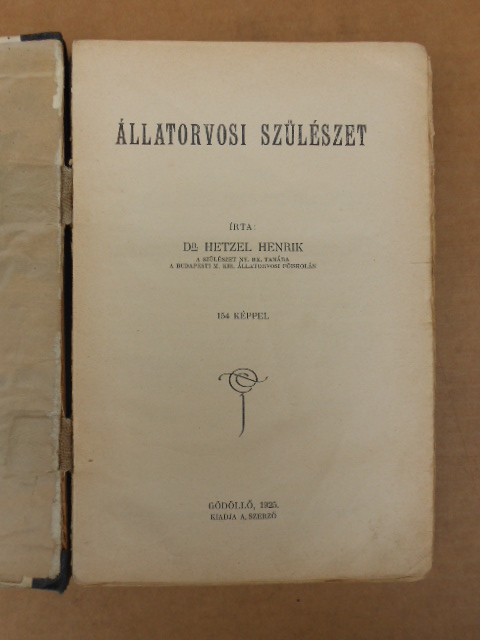 ÁLLATORVOSI SZÜLÉSZET
ÍRTA
DR. HETZEL HENRIK
A SZÜLÉSZET NY. RK. TANÁRA
A BUDAPESTI M. KIR. ÁLLATORVOSI FŐISKOLÁN
154 KÉPPEL
GÖDÖLLŐ, 1925.
KIADJA A SZERZŐ